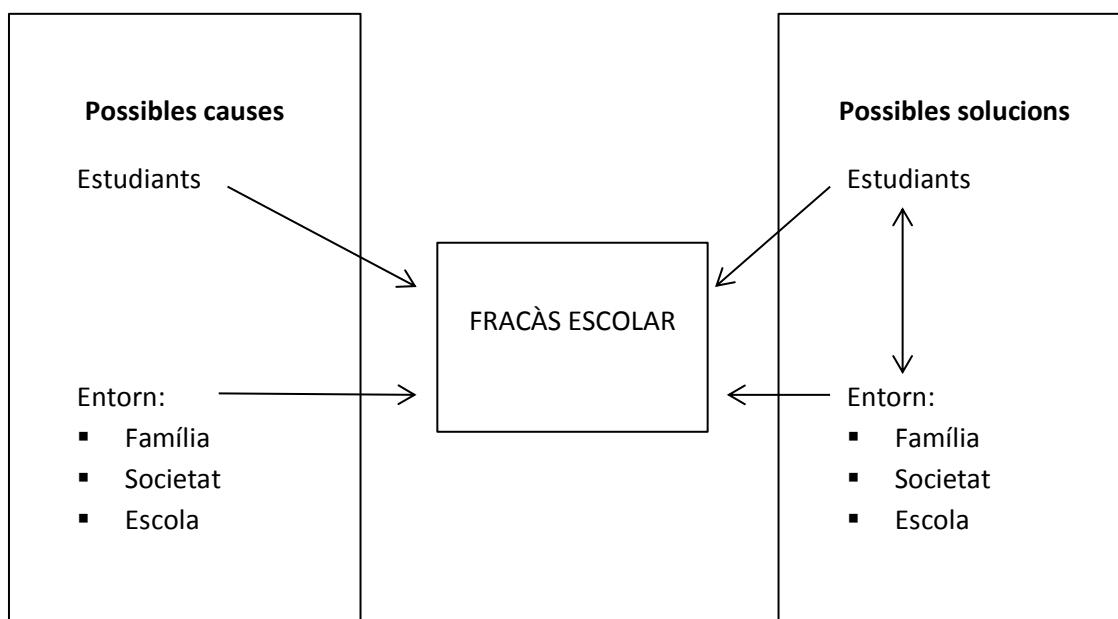 Possibles causes
Estudiants
Entorn:
▪ Família
▪ Societat
▪ Escola
FRACÀS ESCOLAR
Possibles solucions
Estudiants
Entorn:
▪ Família
▪ Societat
▪ Escola